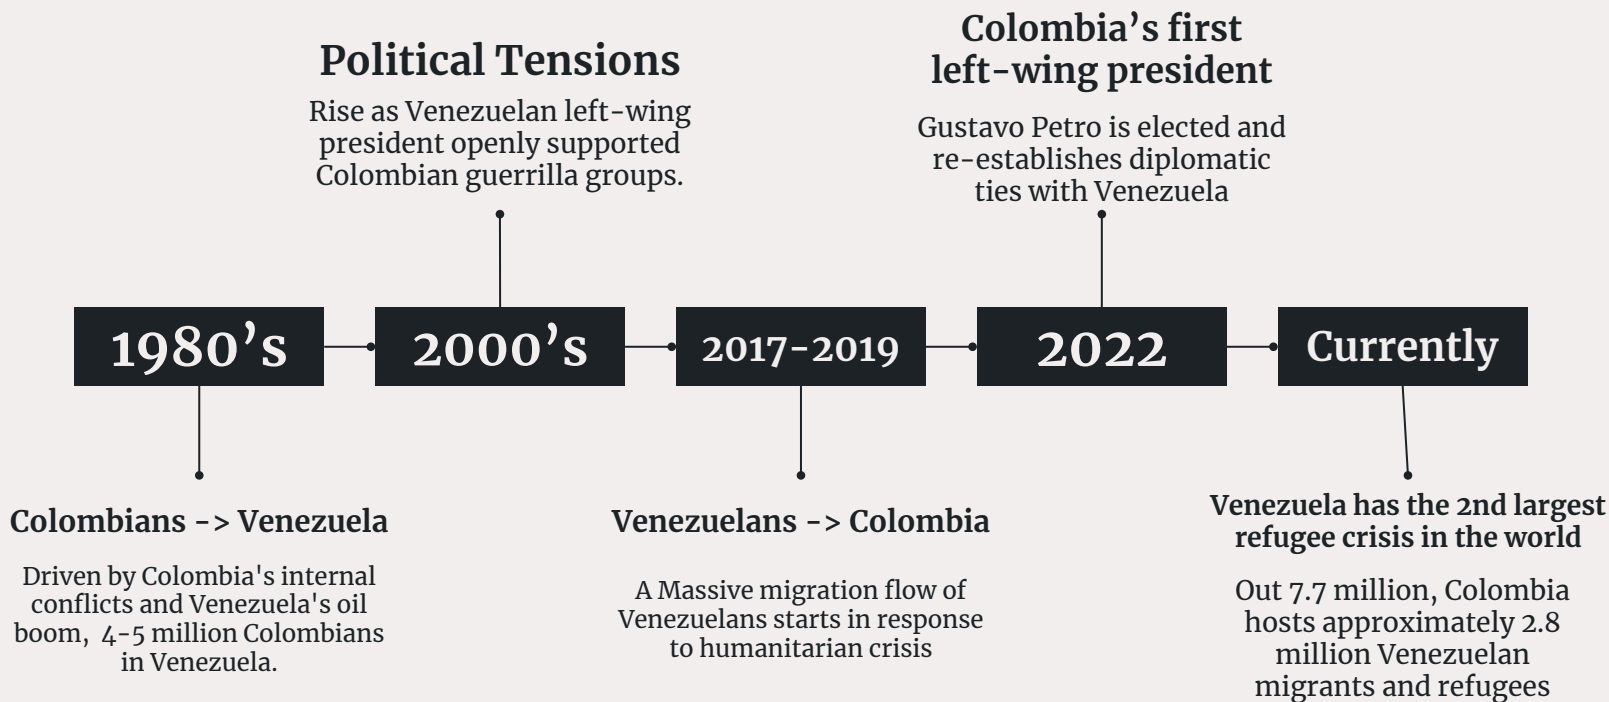 Political Tensions
Rise as Venezuelan left-wing
president openly supported
Colombian guerrilla groups.
Colombia’s first
left-wing president
Gustavo Petro is elected and
re-establishes diplomatic
ties with Venezuela
1980’s
2000’s
2017-2019
2022
Currently
Colombians -> Venezuela
Driven by Colombia's internal
conflicts and Venezuela's oil
boom,  4-5 million Colombians
in Venezuela.
Venezuelans -> Colombia
A Massive migration flow of
Venezuelans starts in response
to humanitarian crisis
Venezuela has the 2nd largest
refugee crisis in the world
Out 7.7 million, Colombia
hosts approximately 2.8
million Venezuelan
migrants and refugees